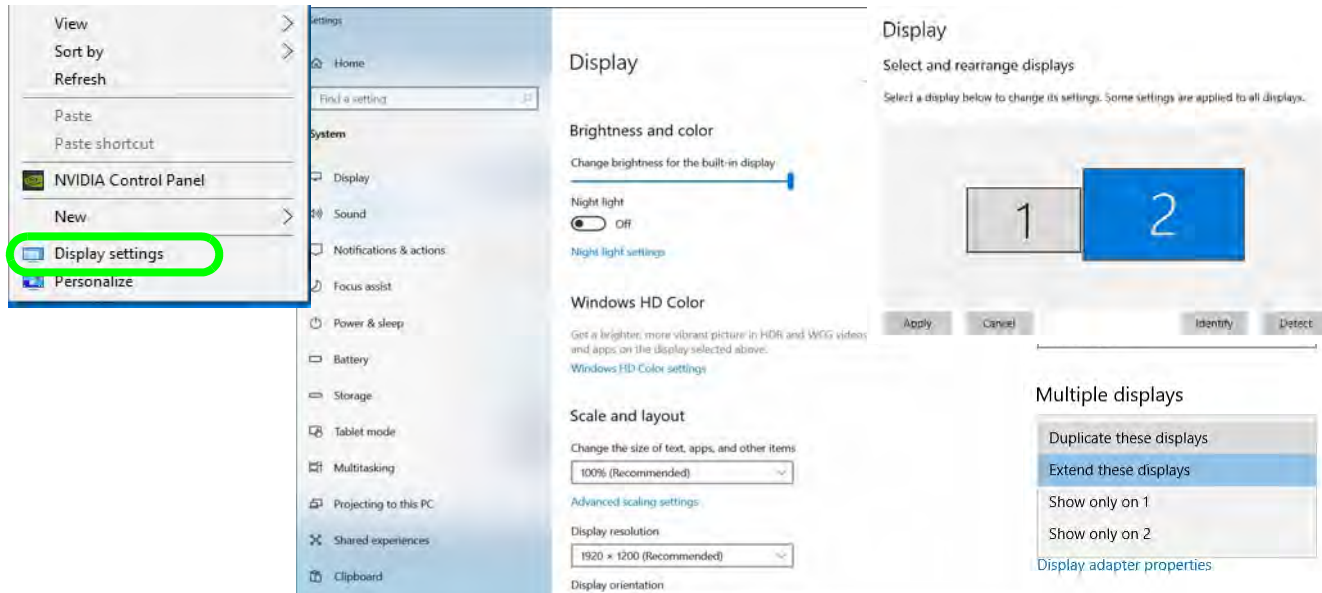 View
Sort by
Refresh
Paste
Paste shortcut
NVIDIA Control Panel
New
Display settings
Personalize
Settings
Home
Find a setting
System
Display
Sound
Notifications & actions
Focus assist
Power & sleep
Battery
Storage
Tablet mode
Multitasking
Projecting to this PC
Shared experiences
Clipboard
Display
Brightness and color
Change brightness for the built-in display
Night light
Off
Night light settings
Windows HD Color
Get a brighter, more vibrant picture in HDR and WCG videos
and apps on the display selected above.
Windows HD Color settings
Scale and layout
Change the size of text, apps, and other items
100% (Recommended)
Advanced scaling settings
Display resolution
1920 × 1200 (Recommended)
Display orientation
Display
Select and rearrange displays
Select a display below to change its settings. Some settings are applied to all displays.
1
2
Apply
Cancel
Identify
Detect
Multiple displays
Duplicate these displays
Extend these displays
Show only on 1
Show only on 2
Display adapter properties